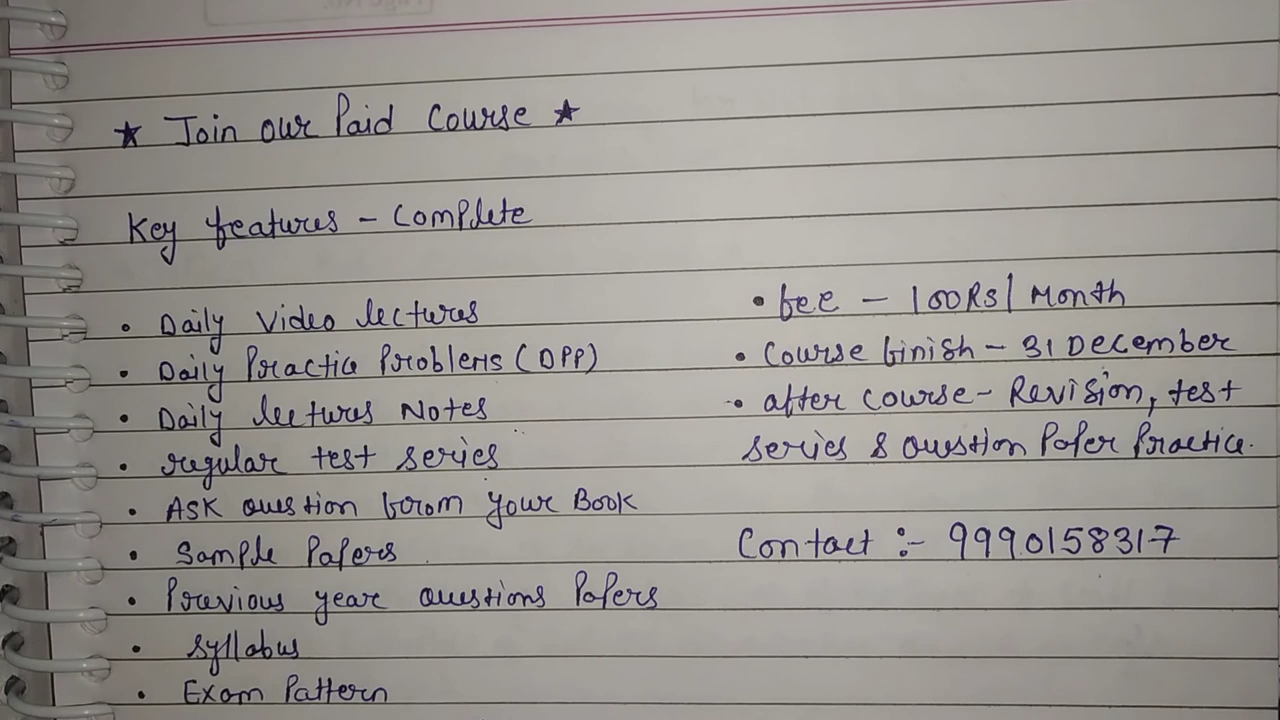 ★ Join our Paid Course ★
Key features - Complete
• Daily Video lectures
• Daily Practice Problems (DPP)
• Daily lectures Notes
• regular test series
• ASK question from your Book
• Sample Papers
• Previous year questions Papers
• Syllabus
• Exam Pattern
• fee - 100RS/Month
• Course finish - 31 December
• after course - Revision, test
series & question Paper Practice.
Contact :- 9990158317